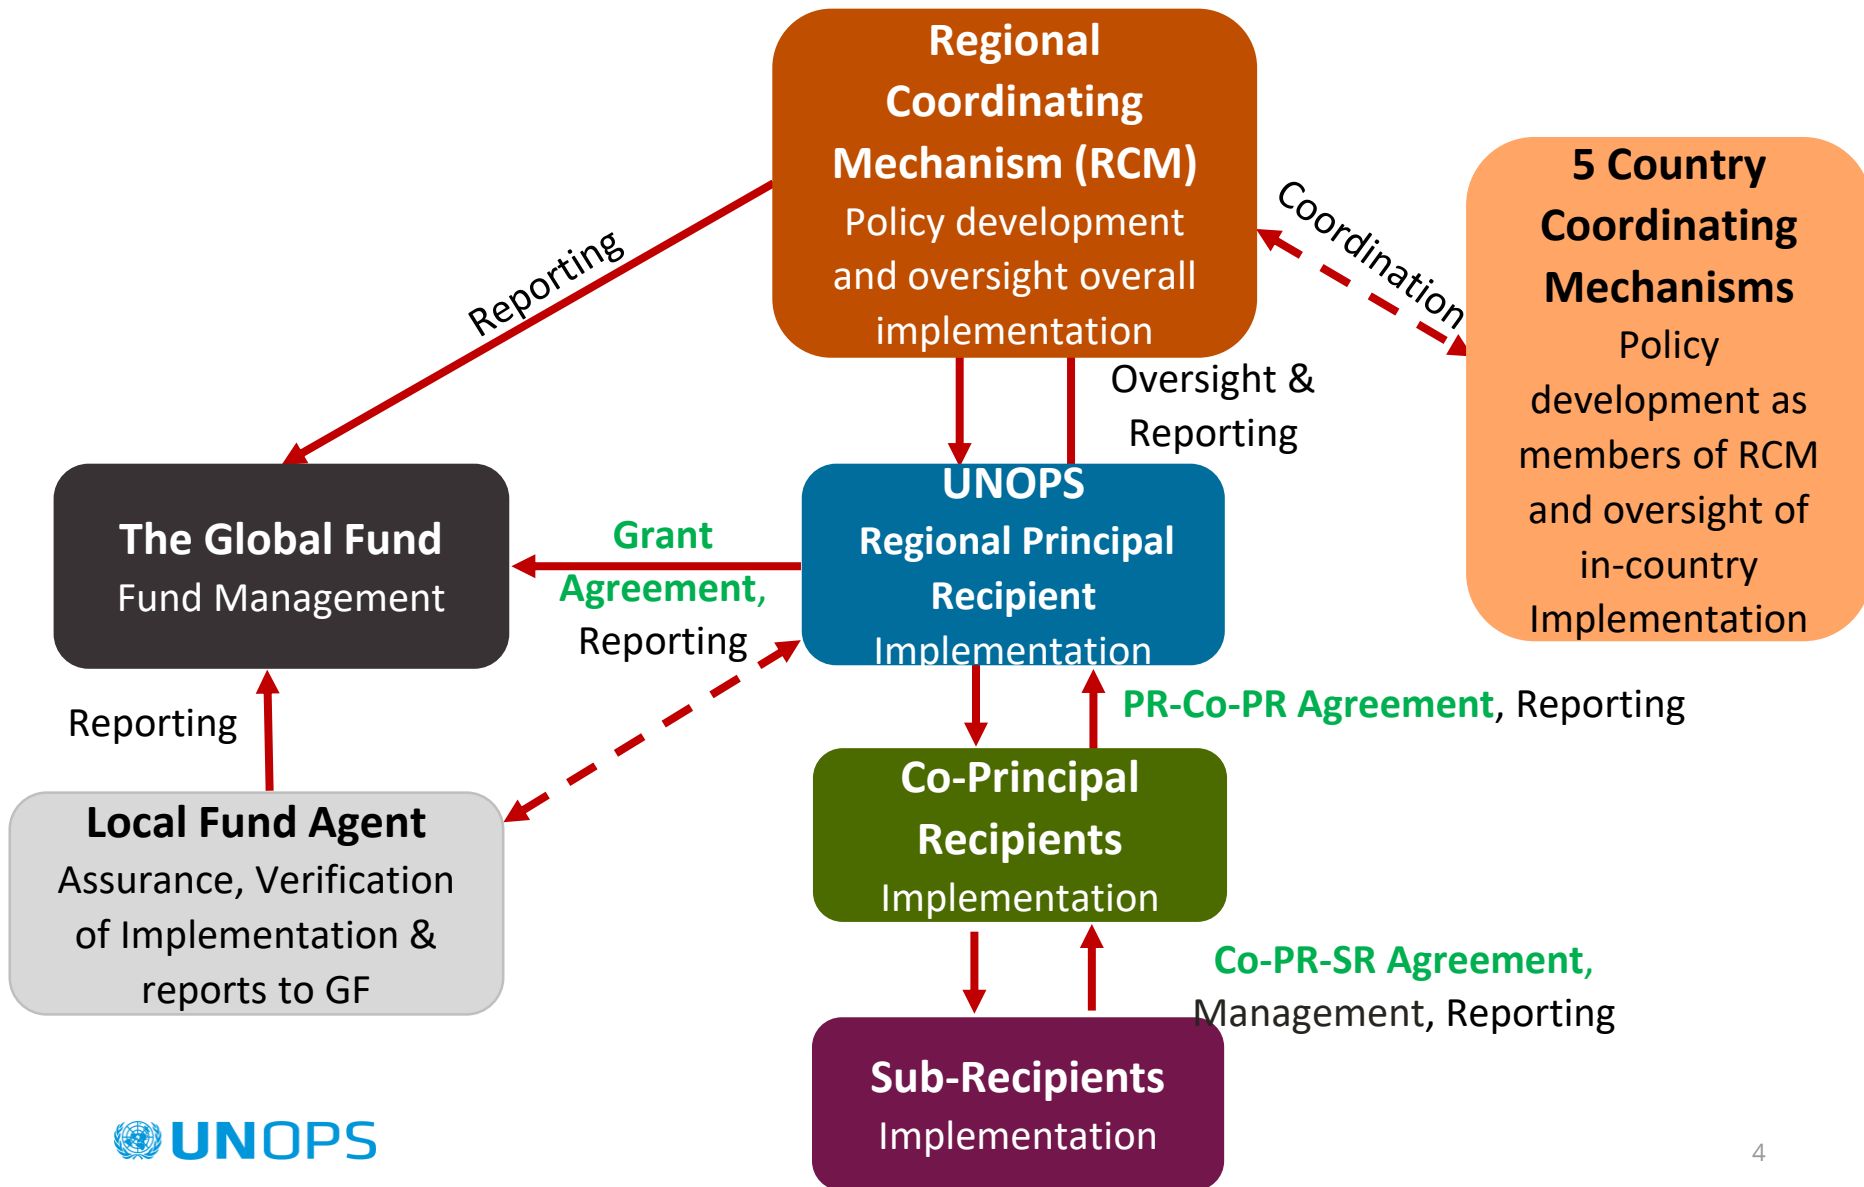 Regional
Coordinating
Mechanism (RCM)
Policy development
and oversight overall
implementation
5 Country
Coordinating
Mechanisms
Policy
development as
members of RCM
and oversight of
in-country
Implementation
Coordination
Reporting
Oversight &
Reporting
The Global Fund
Fund Management
Grant
Agreement,
Reporting
UNOPS
Regional Principal
Recipient
Implementation
Reporting
PR-Co-PR Agreement, Reporting
Local Fund Agent
Assurance, Verification
of Implementation &
reports to GF
Co-Principal
Recipients
Implementation
Co-PR-SR Agreement,
Management, Reporting
Sub-Recipients
Implementation
UNOPS
4